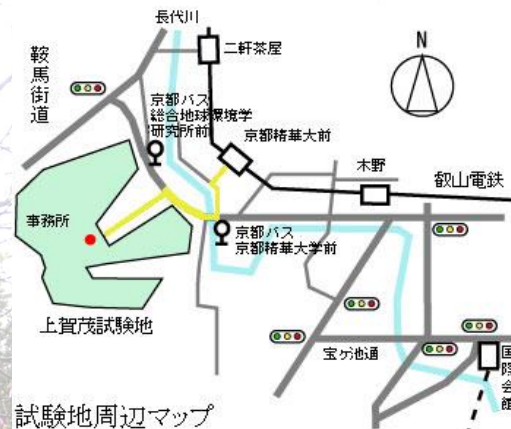 長代川
二軒茶屋
N
鞍馬街道
京都バス
総合地球環境学
研究所前
京都精華大前
木野
叡山電鉄
事務所
京都バス
京都精華大学前
上賀茂試験地
宝ヶ池通
国際会館
試験地周辺マップ